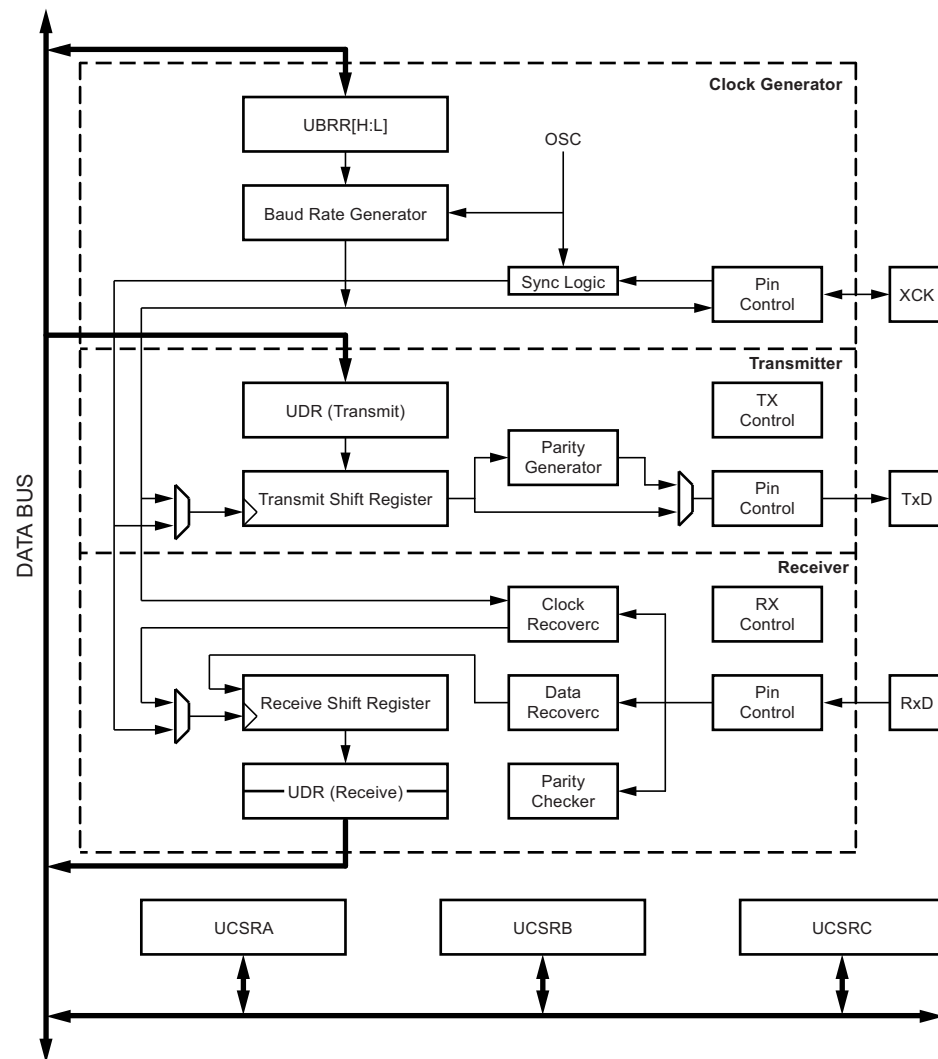 Clock Generator
UBRR[H:L]
OSC
Baud Rate Generator
Sync Logic
Pin
Control
XCK
Transmitter
UDR (Transmit)
TX
Control
Parity
Generator
Transmit Shift Register
Pin
Control
TxD
DATA BUS
Receiver
Clock
Recoverc
RX
Control
Receive Shift Register
Data
Recoverc
Pin
Control
RxD
UDR (Receive)
Parity
Checker
UCSRA
UCSRB
UCSRC